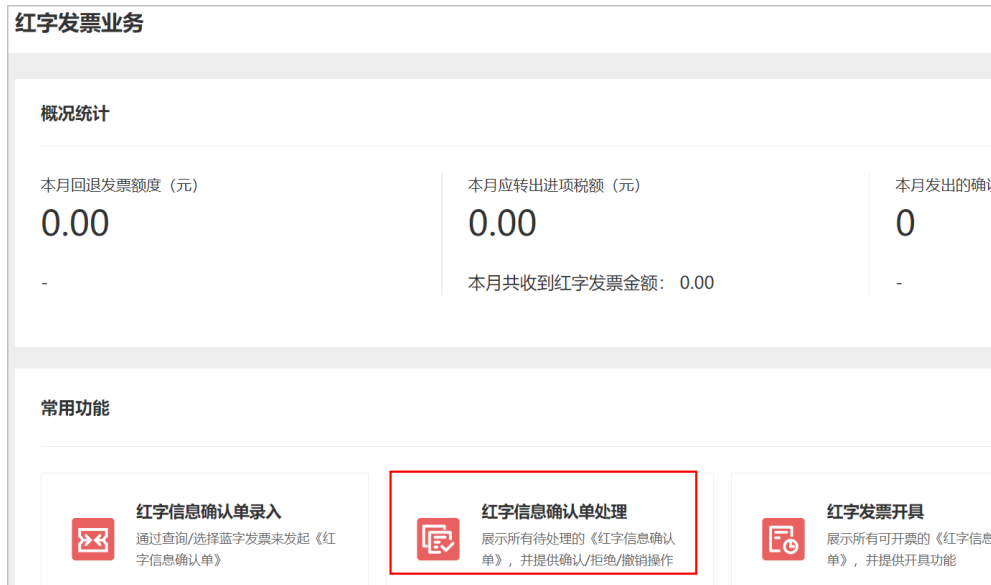 红字发票业务
概况统计
本月回退发票额度（元）
0.00
-
本月应转出进项税额（元）
0.00
本月共收到红字发票金额： 0.00
本月发出的确
0
-
常用功能
红字信息确认单录入
通过查询/选择蓝字发票来发起《红
字信息确认单》
红字信息确认单处理
展示所有待处理的《红字信息确认
单》，并提供确认/拒绝/撤销操作
红字发票开具
展示所有可开票的《红字信息
单》，并提供开具功能